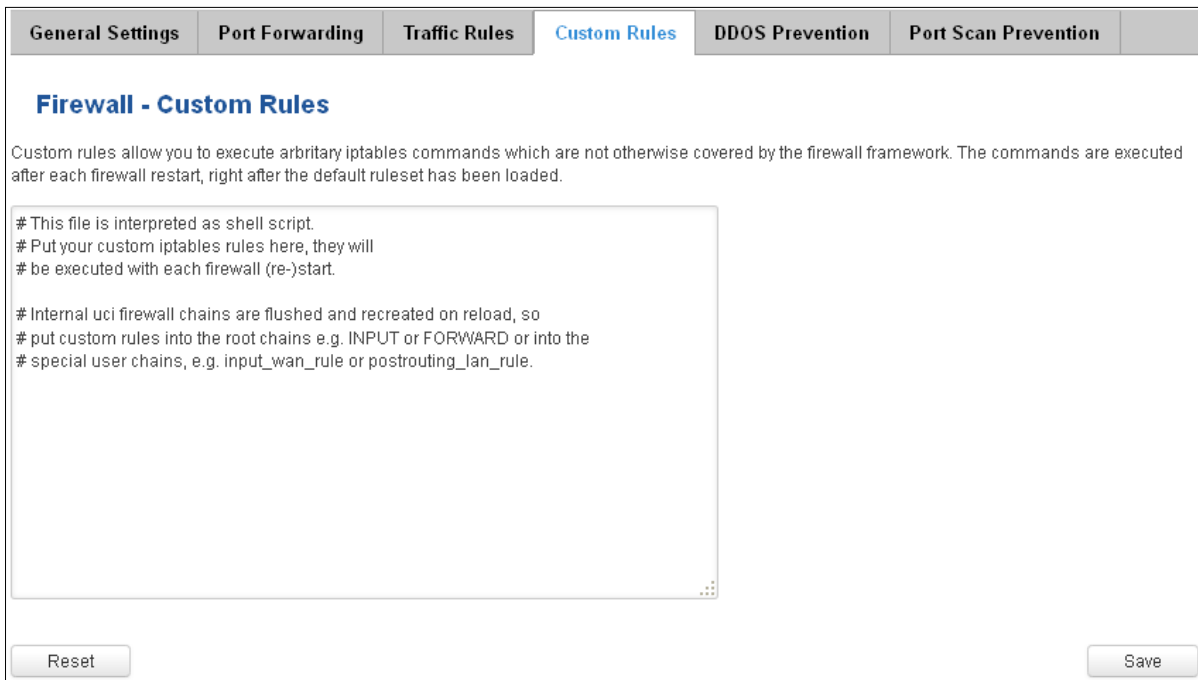 General Settings Port Forwarding Traffic Rules Custom Rules DDOS Prevention Port Scan Prevention
Firewall - Custom Rules
Custom rules allow you to execute arbritary iptables commands which are not otherwise covered by the firewall framework. The commands are executed
after each firewall restart, right after the default ruleset has been loaded.
# This file is interpreted as shell script.
# Put your custom iptables rules here, they will
# be executed with each firewall (re-)start.
# Internal uci firewall chains are flushed and recreated on reload, so
# put custom rules into the root chains e.g. INPUT or FORWARD or into the
# special user chains, e.g. input_wan_rule or postrouting_lan_rule.
Reset Save